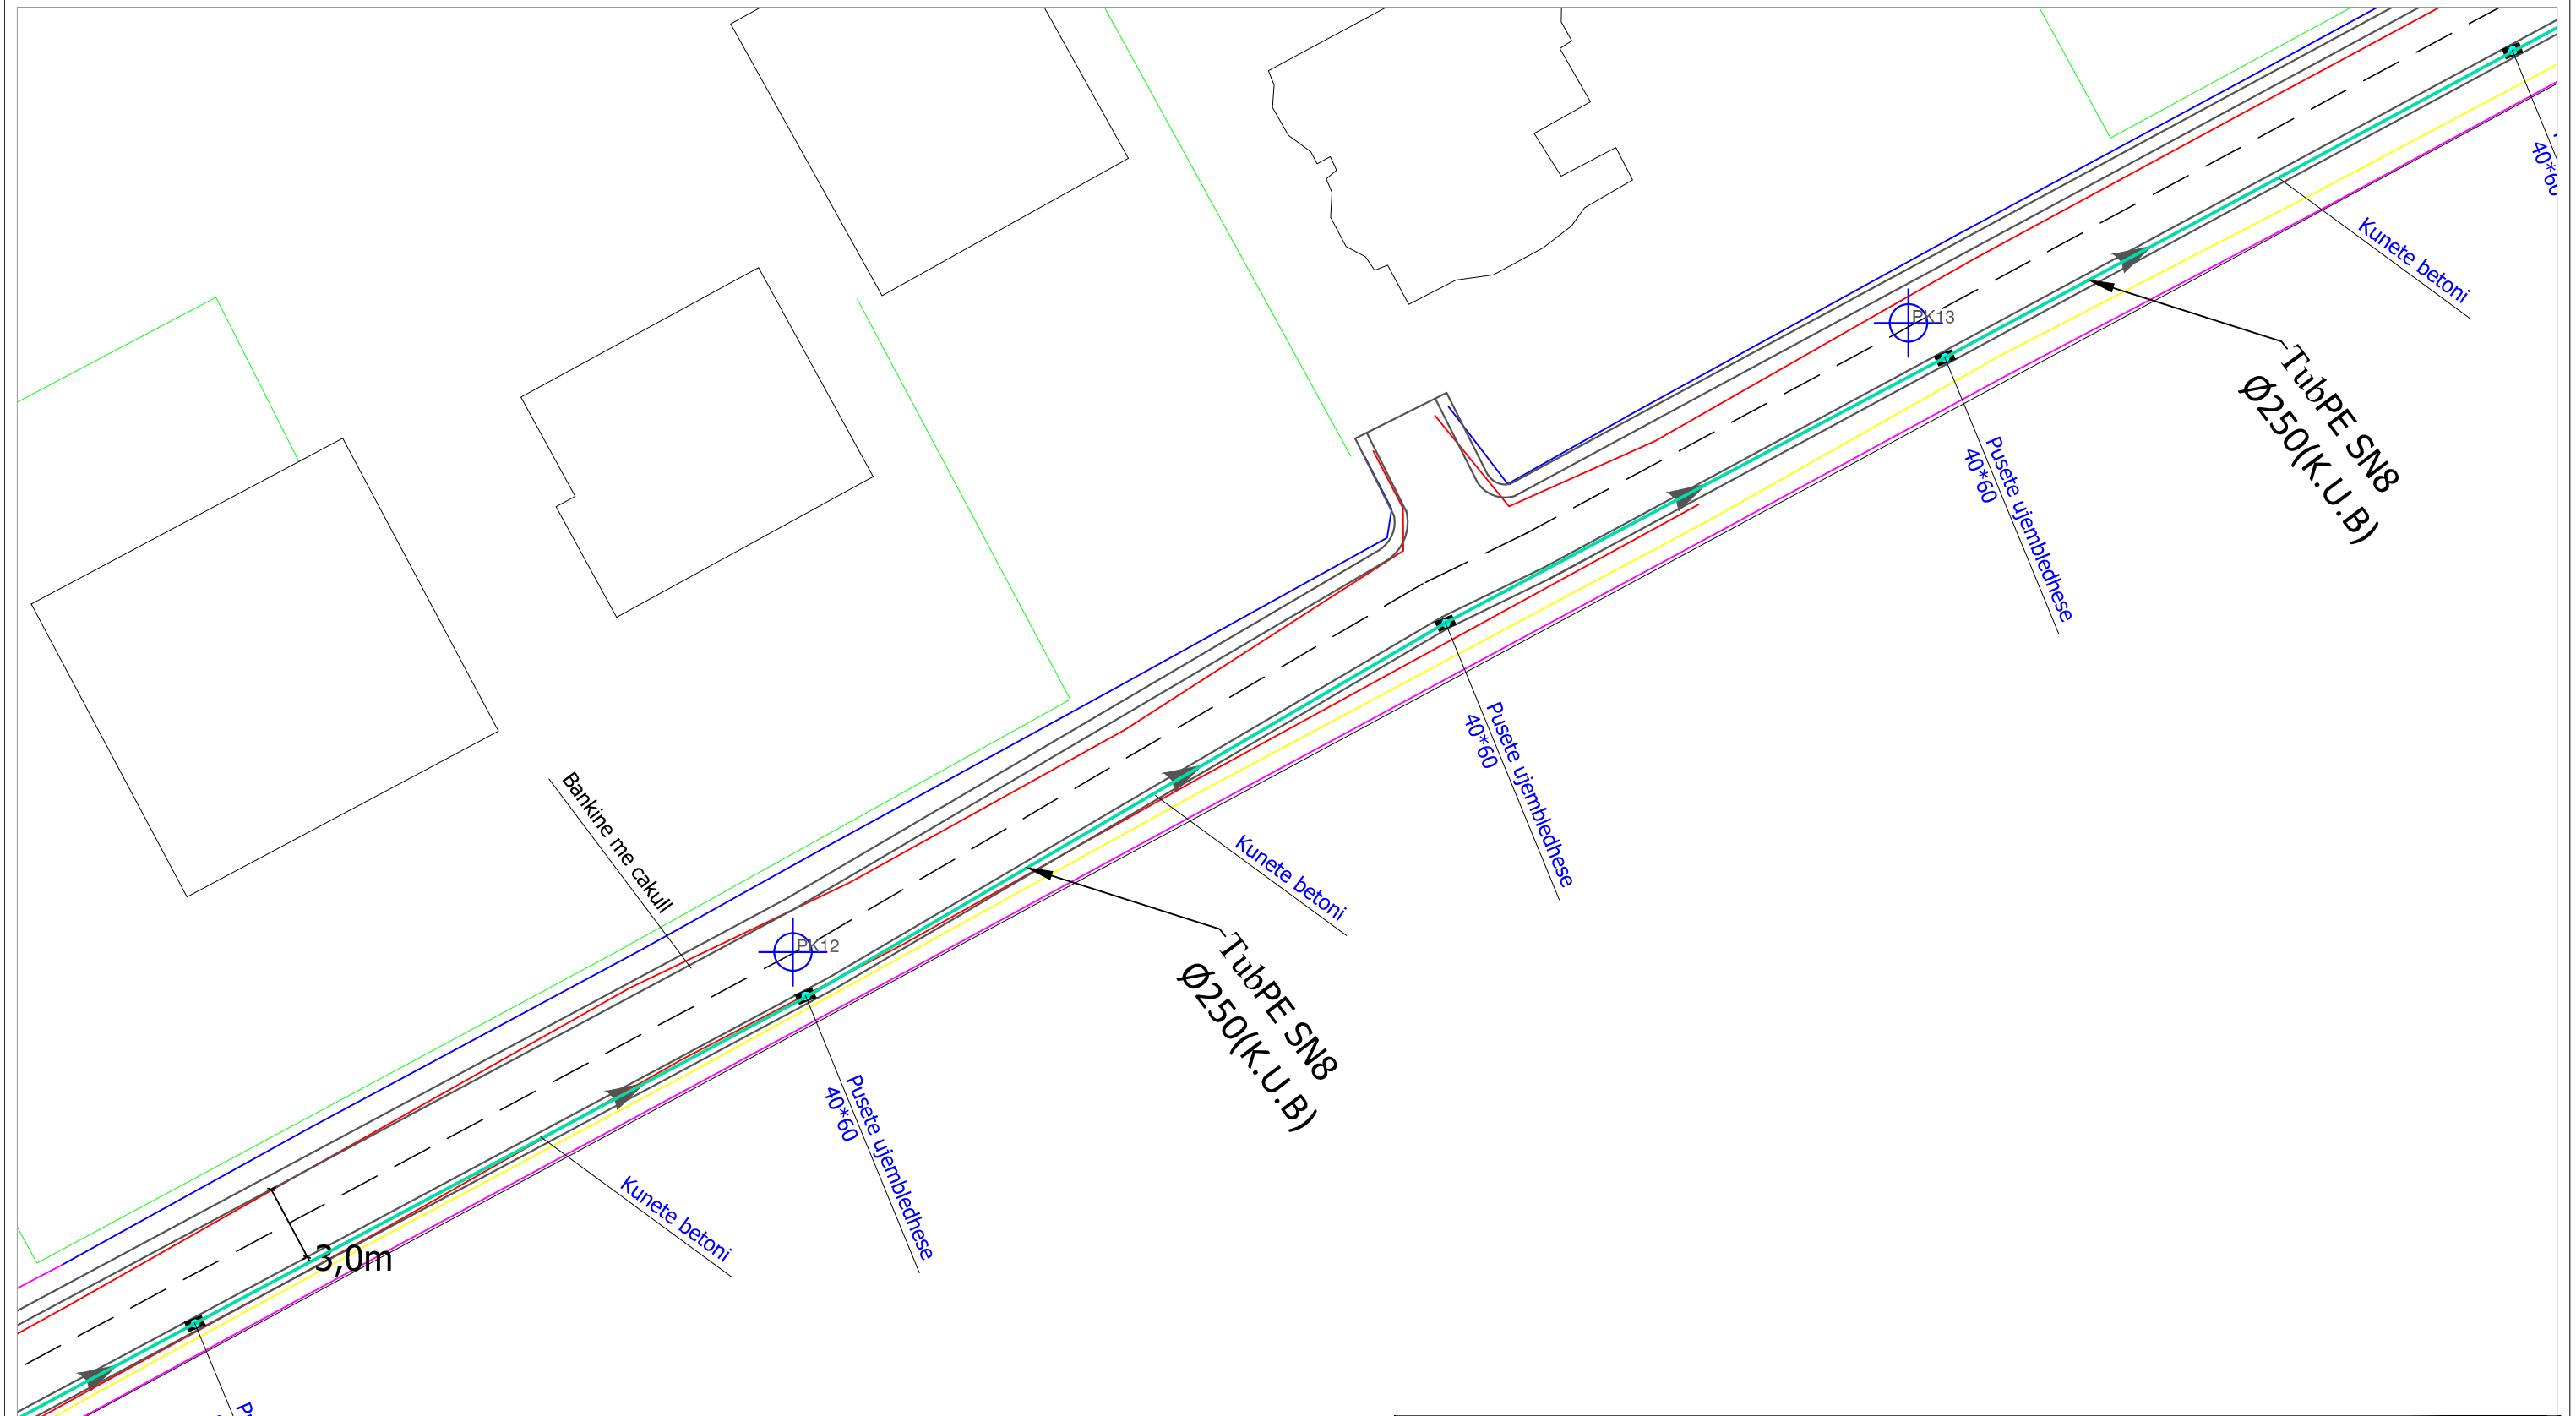 40*60
Kunete betoni
PK13
TubPE SN8
Ø250(K.U.B)
Pusete ujembledhese
40*60
Pusete ujembledhese
40*60
Kunete betoni
Bankine me cakull
PK12
TubPE SN8
Ø250(K.U.B)
Pusete ujembledhese
40*60
Kunete betoni
3,0m